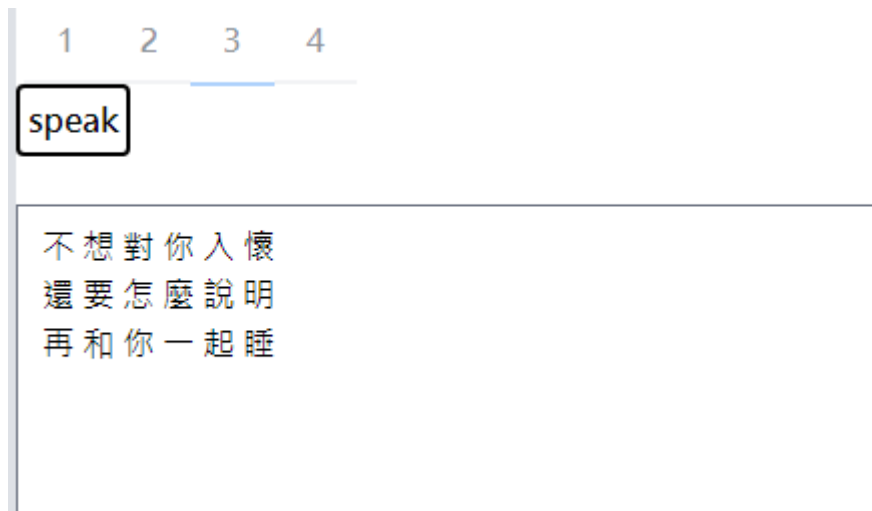 1 2 3 4
speak
不 想 對 你 入 懷
還 要 怎 麼 說 明
再 和 你 一 起 睡